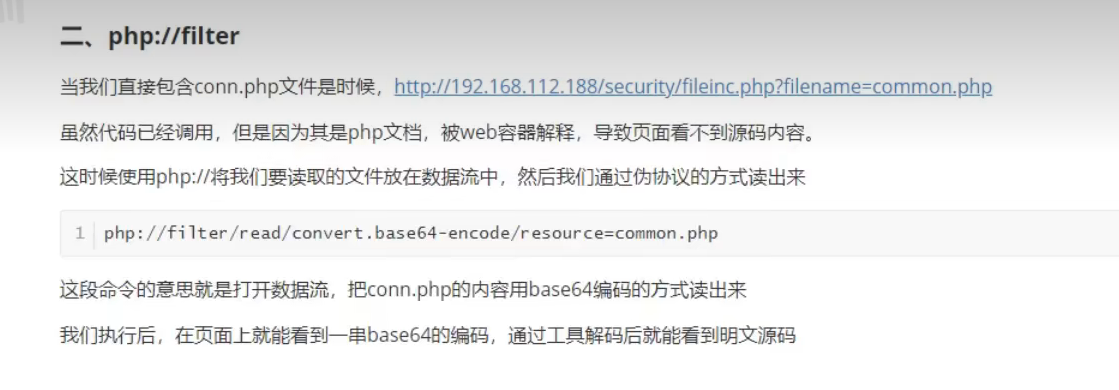 二、php://filter
当我们直接包含conn.php文件是时候，http://192.168.112.188/security/fileinc.php?filename=common.php
虽然代码已经调用，但是因为其是php文档，被web容器解释，导致页面看不到源码内容。
这时候使用php://将我们要读取的文件放在数据流中，然后我们通过伪协议的方式读出来
1 php://filter/read/convert.base64-encode/resource=common.php
这段命令的意思就是打开数据流，把conn.php的内容用base64编码的方式读出来
我们执行后，在页面上就能看到一串base64的编码，通过工具解码后就能看到明文源码